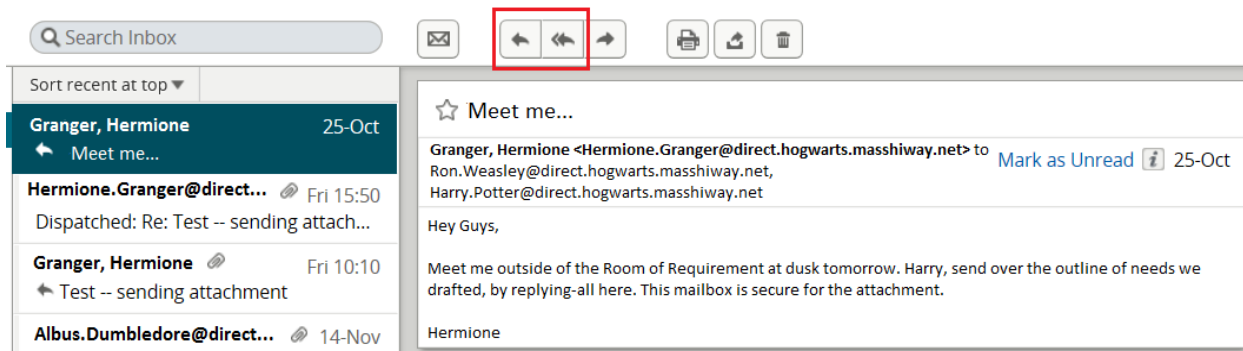 Search Inbox
Sort recent at top
Granger, Hermione 25-Oct
Meet me...
Hermione.Granger@direct... Fri 15:50
Dispatched: Re: Test -- sending attach...
Granger, Hermione Fri 10:10
Test -- sending attachment
Albus.Dumbledore@direct... 14-Nov
Meet me...
Granger, Hermione <Hermione.Granger@direct.hogwarts.masshiway.net> to
Ron.Weasley@direct.hogwarts.masshiway.net,
Harry.Potter@direct.hogwarts.masshiway.net
Mark as Unread i 25-Oct
Hey Guys,
Meet me outside of the Room of Requirement at dusk tomorrow. Harry, send over the outline of needs we
drafted, by replying-all here. This mailbox is secure for the attachment.
Hermione